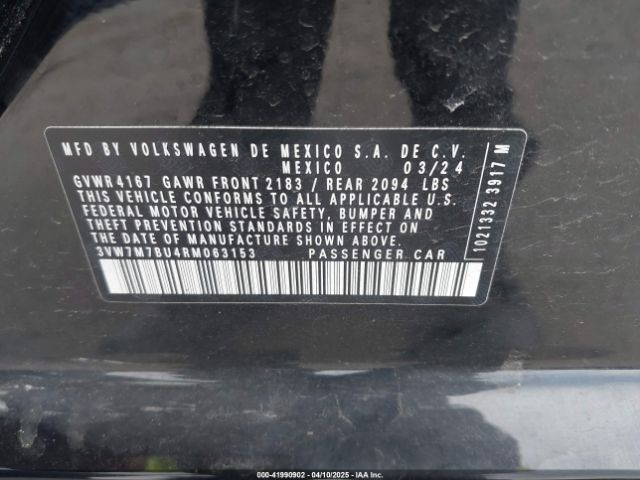 MFD BY VOLKSWAGEN DE MEXICO S.A. DE C.V.
MEXICO 03/24
GVWR 4167 GAWR FRONT 2183 / REAR 2094 LBS
THIS VEHICLE CONFORMS TO ALL APPLICABLE U.S.
FEDERAL MOTOR VEHICLE SAFETY, BUMPER AND
THEFT PREVENTION STANDARDS IN EFFECT ON
THE DATE OF MANUFACTURE SHOWN ABOVE.
3VW7M7BU4RM063153 PASSENGER CAR
1021332 3917 M
000-41990902 - 04/10/2025 - IAAI.COM